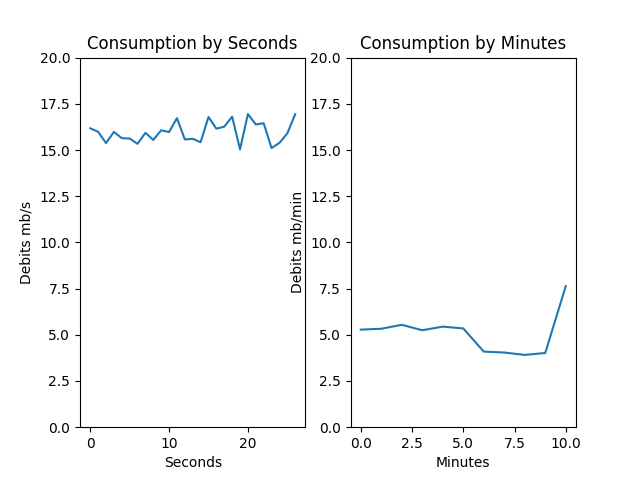 Consumption by Seconds
20.0
17.5
15.0
12.5
10.0
7.5
5.0
2.5
0.0
Debits mb/s
0 10 20
Seconds
Consumption by Minutes
20.0
17.5
15.0
12.5
10.0
7.5
5.0
2.5
0.0
Debits mb/min
0.0 2.5 5.0 7.5 10.0
Minutes